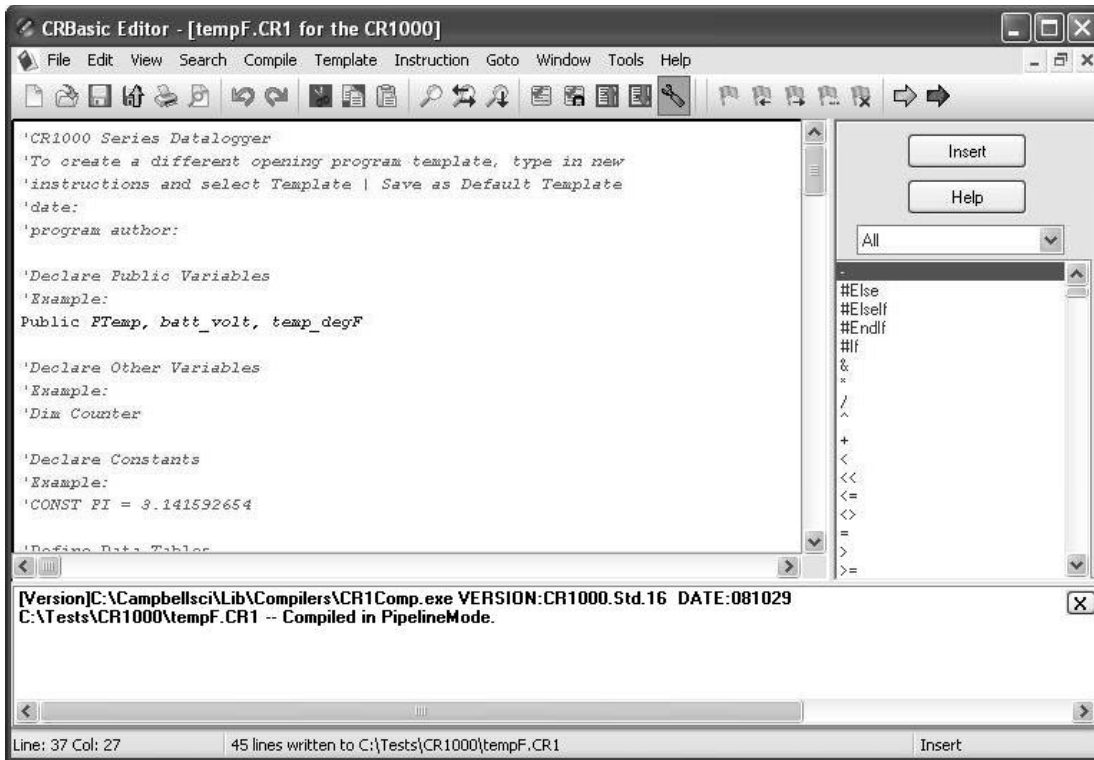 CRBasic Editor - [tempF.CR1 for the CR1000]
File Edit View Search Compile Template Instruction Goto Window Tools Help
'CR1000 Series Datalogger
'To create a different opening program template, type in new
'instructions and select Template | Save as Default Template
'date:
'program author:
'Declare Public Variables
'Example:
Public PTemp, batt_volt, temp_degF
'Declare Other Variables
'Example:
'Dim Counter
'Declare Constants
'Example:
'CONST PI = 3.141592654
'Define Data Tables
Insert
Help
All
-
#Else
#ElseIf
#EndIf
#If
&
*
/
^
+
<
<<
<=
<>
=
>
>=
[Version]C:\Campbellsci\Lib\Compilers\CR1Comp.exe VERSION:CR1000.Std.16 DATE:081029
C:\Tests\CR1000\tempF.CR1 -- Compiled in PipelineMode.
Line: 37 Col: 27 45 lines written to C:\Tests\CR1000\tempF.CR1 Insert